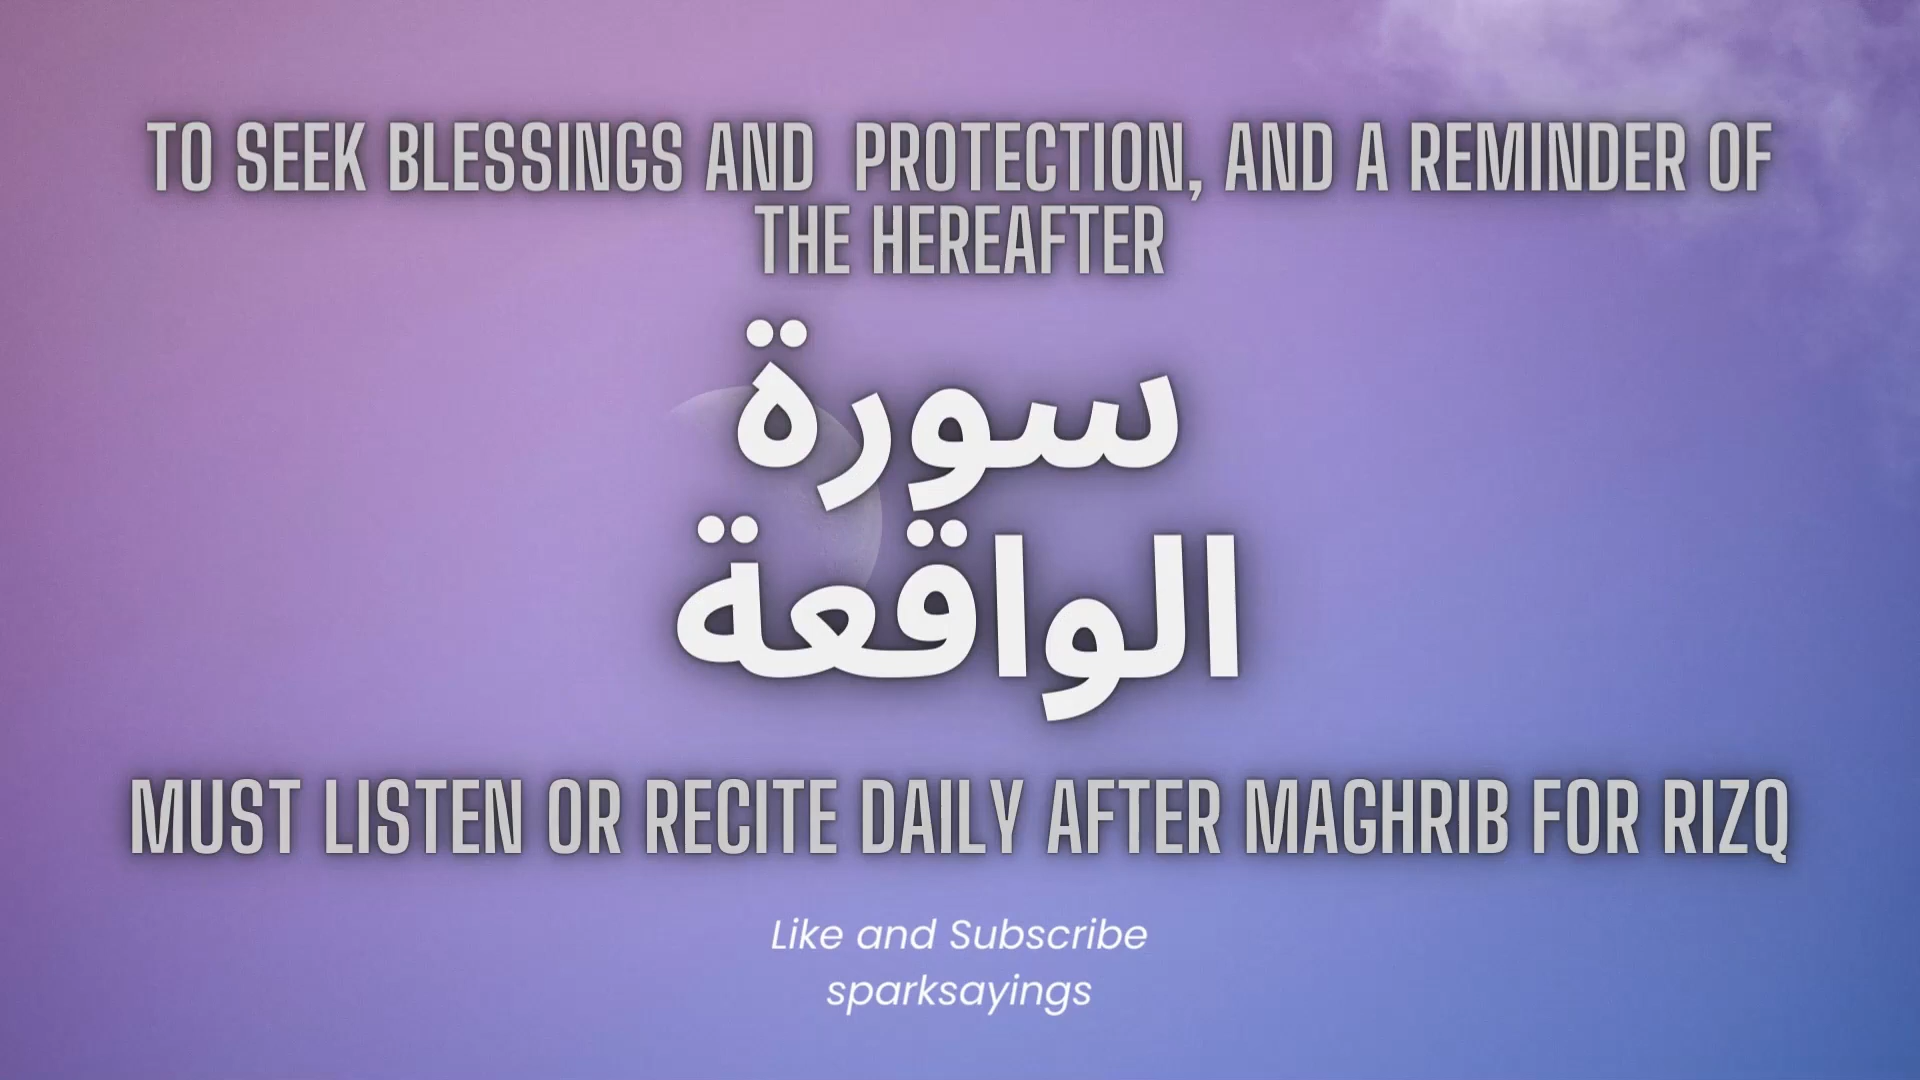 TO SEEK BLESSINGS AND PROTECTION, AND A REMINDER OF
THE HEREAFTER
سورة
الواقعة
MUST LISTEN OR RECITE DAILY AFTER MAGHRIB FOR RIZQ
Like and Subscribe
sparksayings